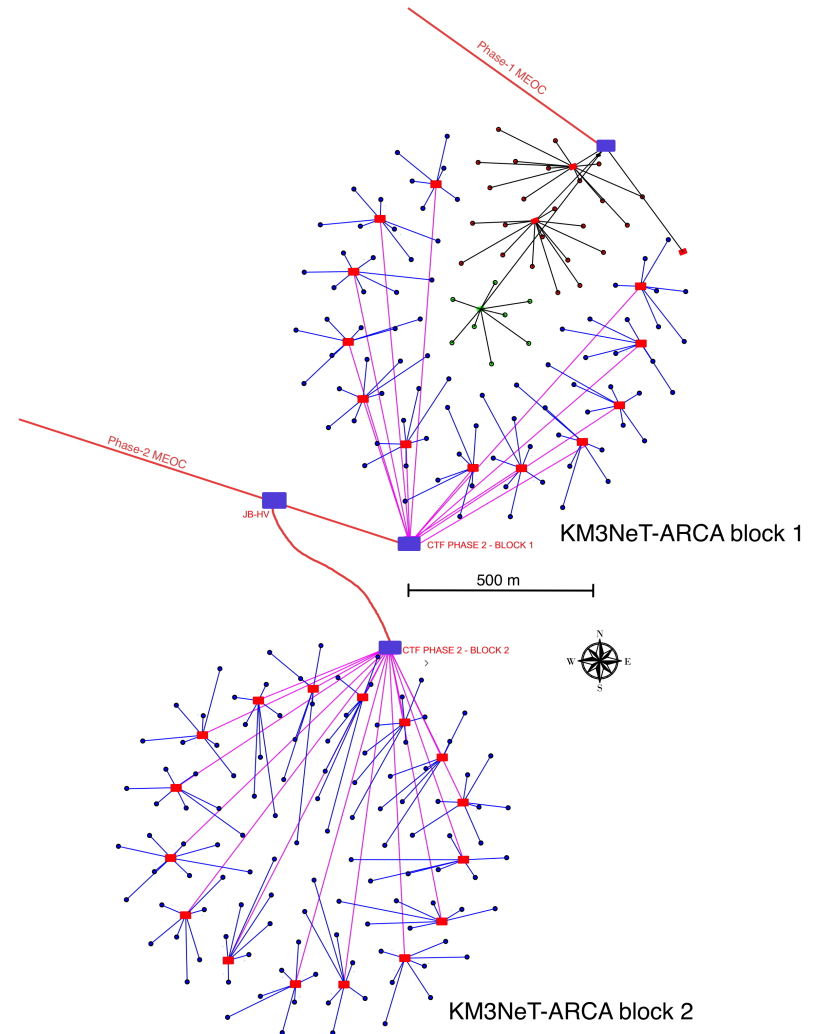 Phase-1 MEOC
Phase-2 MEOC
JB-HV
KM3NeT-ARCA block 1
CTF PHASE 2 - BLOCK 1
500 m
N
W
E
S
CTF PHASE 2 - BLOCK 2
KM3NeT-ARCA block 2